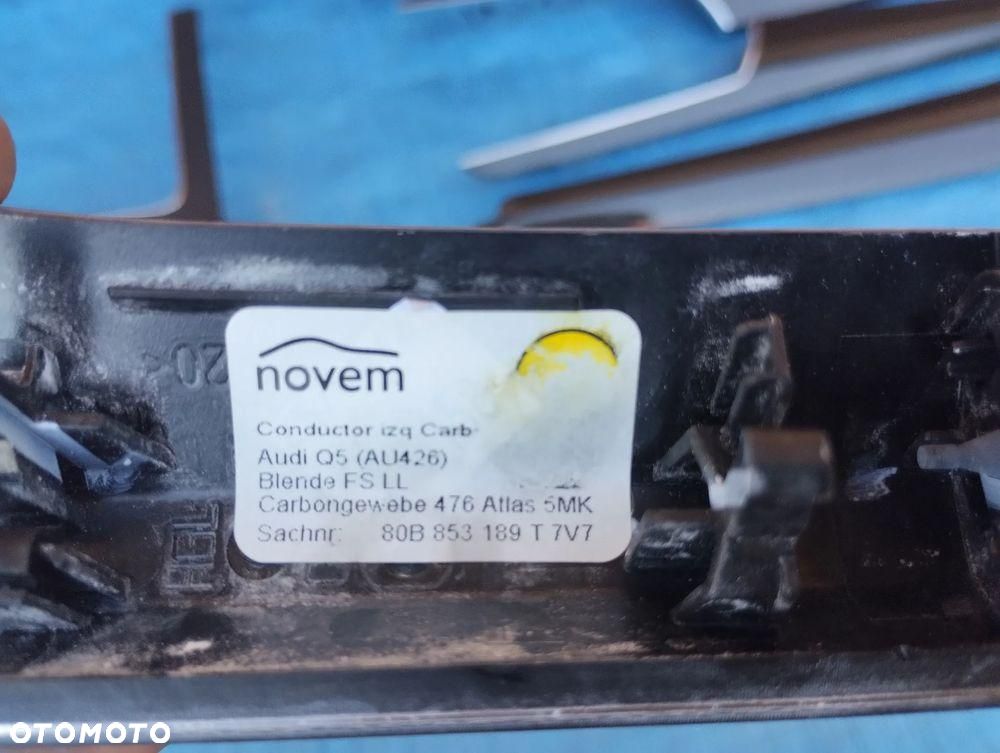 novem
Conductor izq Carb
Audi Q5 (AU426)
Blende FS LL
Carbongewebe 476 Atlas 5MK
Sachnr: 80B 853 189 T 7V7
OTOMOTO